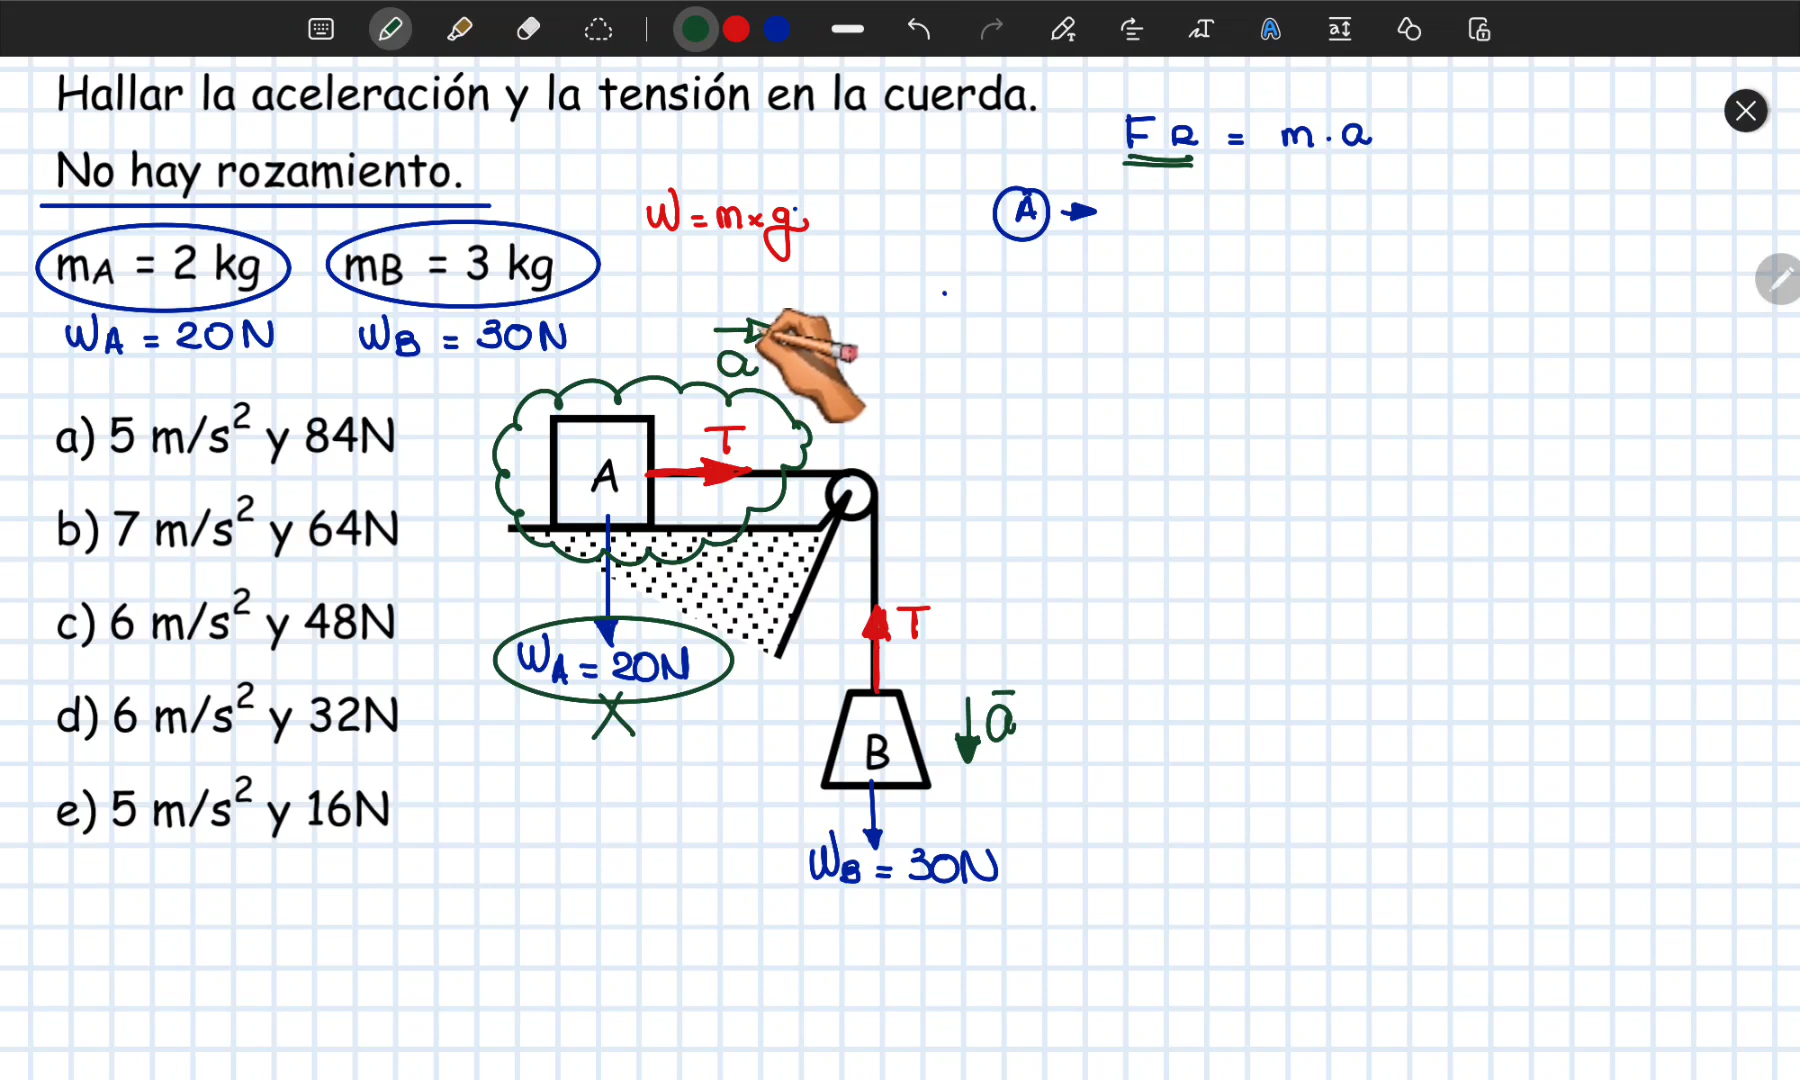 Hallar la aceleración y la tensión en la cuerda.
No hay rozamiento.
FR = m.a
A
W = m×g
mA = 2 kg
mB = 3 kg
WA = 20N
WB = 30N
a
a) 5 m/s² y 84N
b) 7 m/s² y 64N
c) 6 m/s² y 48N
d) 6 m/s² y 32N
e) 5 m/s² y 16N
T
A
T
WA = 20N
a
B
WB = 30N